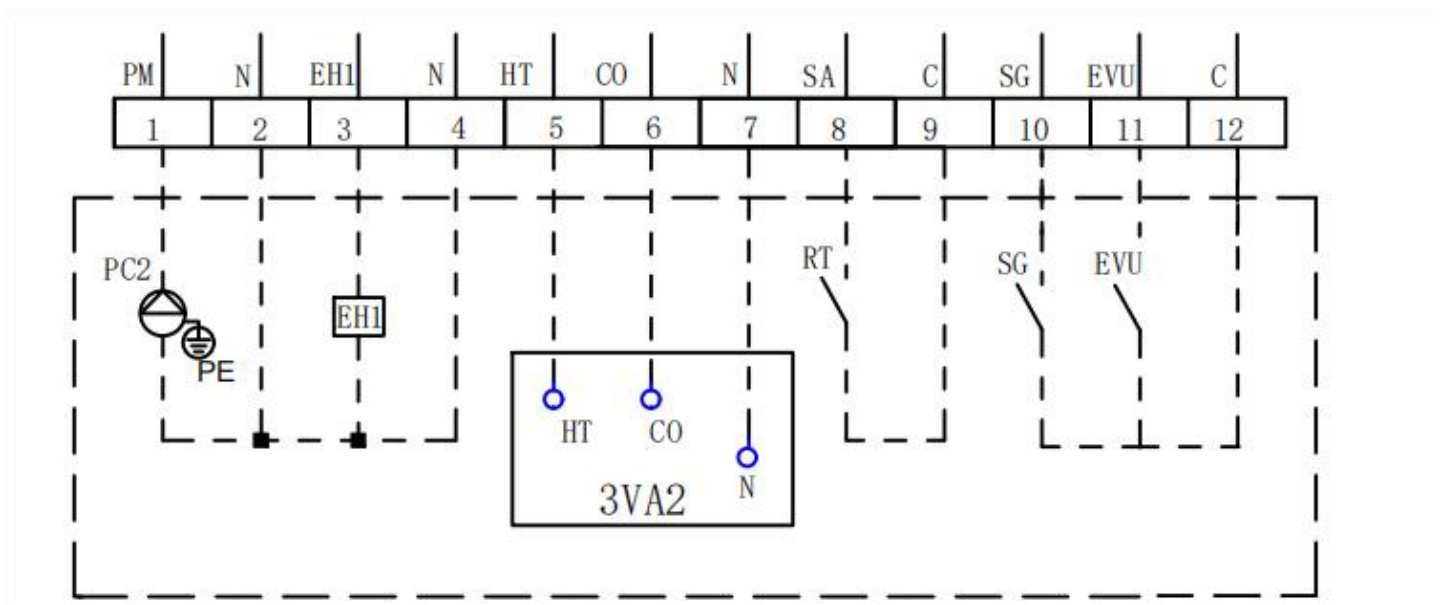 PM N EH1 N HT CO N SA C SG EVU C
1 2 3 4 5 6 7 8 9 10 11 12
RT SG EVU
PC2
EH1
PE
HT CO
N
3VA2